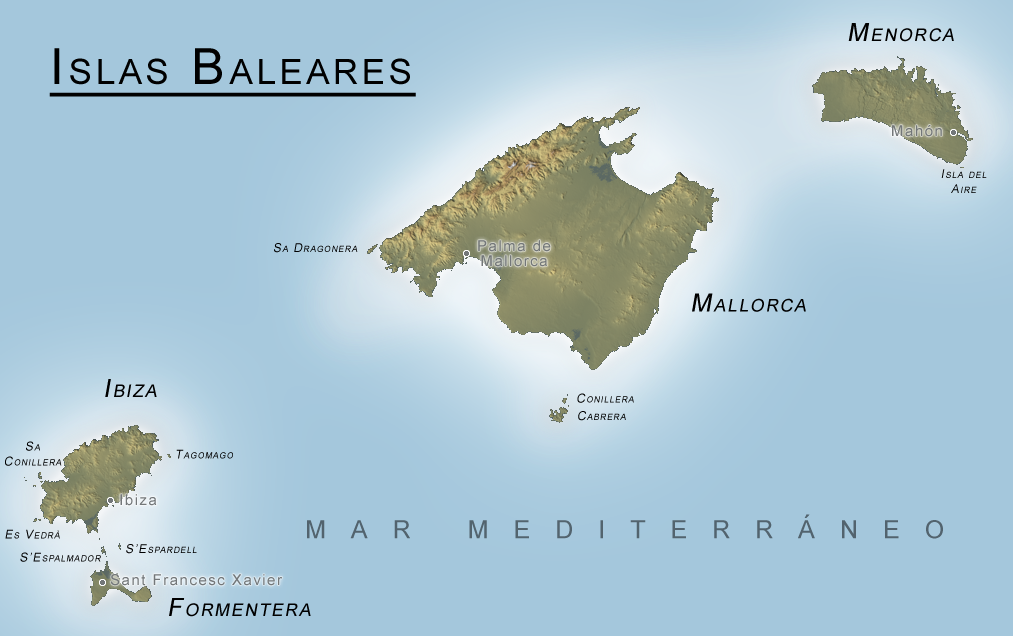 ISLAS BALEARES
MENORCA
Mahón
ISLA DEL
AIRE
SA DRAGONERA
Palma de
Mallorca
MALLORCA
CONILLERA
CABRERA
IBIZA
SA
CONILLERA
TAGOMAGO
Ibiza
ES VEDRÀ
S'ESPARDELL
S'ESPALMADOR
Sant Francesc Xavier
FORMENTERA
MAR MEDITERRÁNEO